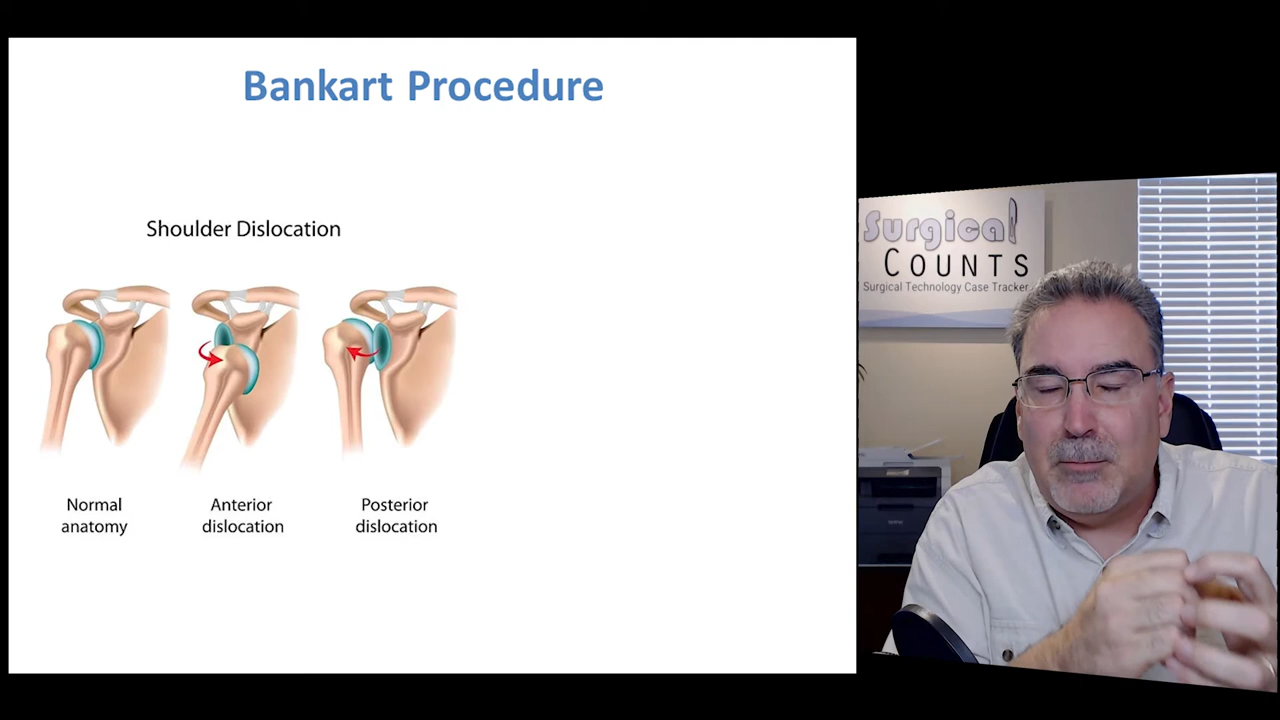 Bankart Procedure
Shoulder Dislocation
Normal
anatomy
Anterior
dislocation
Posterior
dislocation
Surgical
COUNTS
Surgical Technology Case Tracker